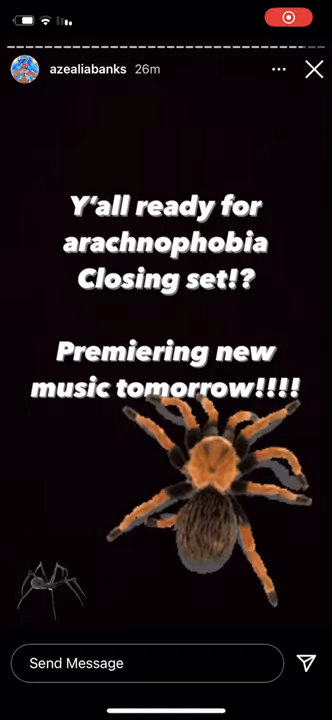 azealiabanks 26m
Y'all ready for
arachnophobia
Closing set!?
Premiering new
music tomorrow!!!!
Send Message